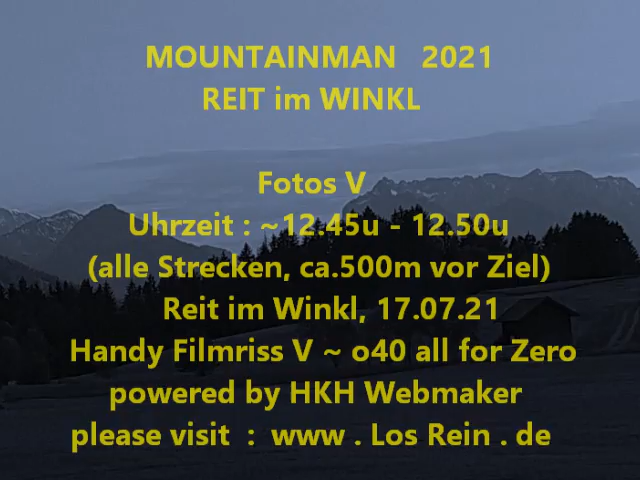 MOUNTAINMAN 2021
REIT im WINKL
Fotos V
Uhrzeit : ~12.45u - 12.50u
(alle Strecken, ca.500m vor Ziel)
Reit im Winkl, 17.07.21
Handy Filmriss V ~ o40 all for Zero
powered by HKH Webmaker
please visit : www . Los Rein . de